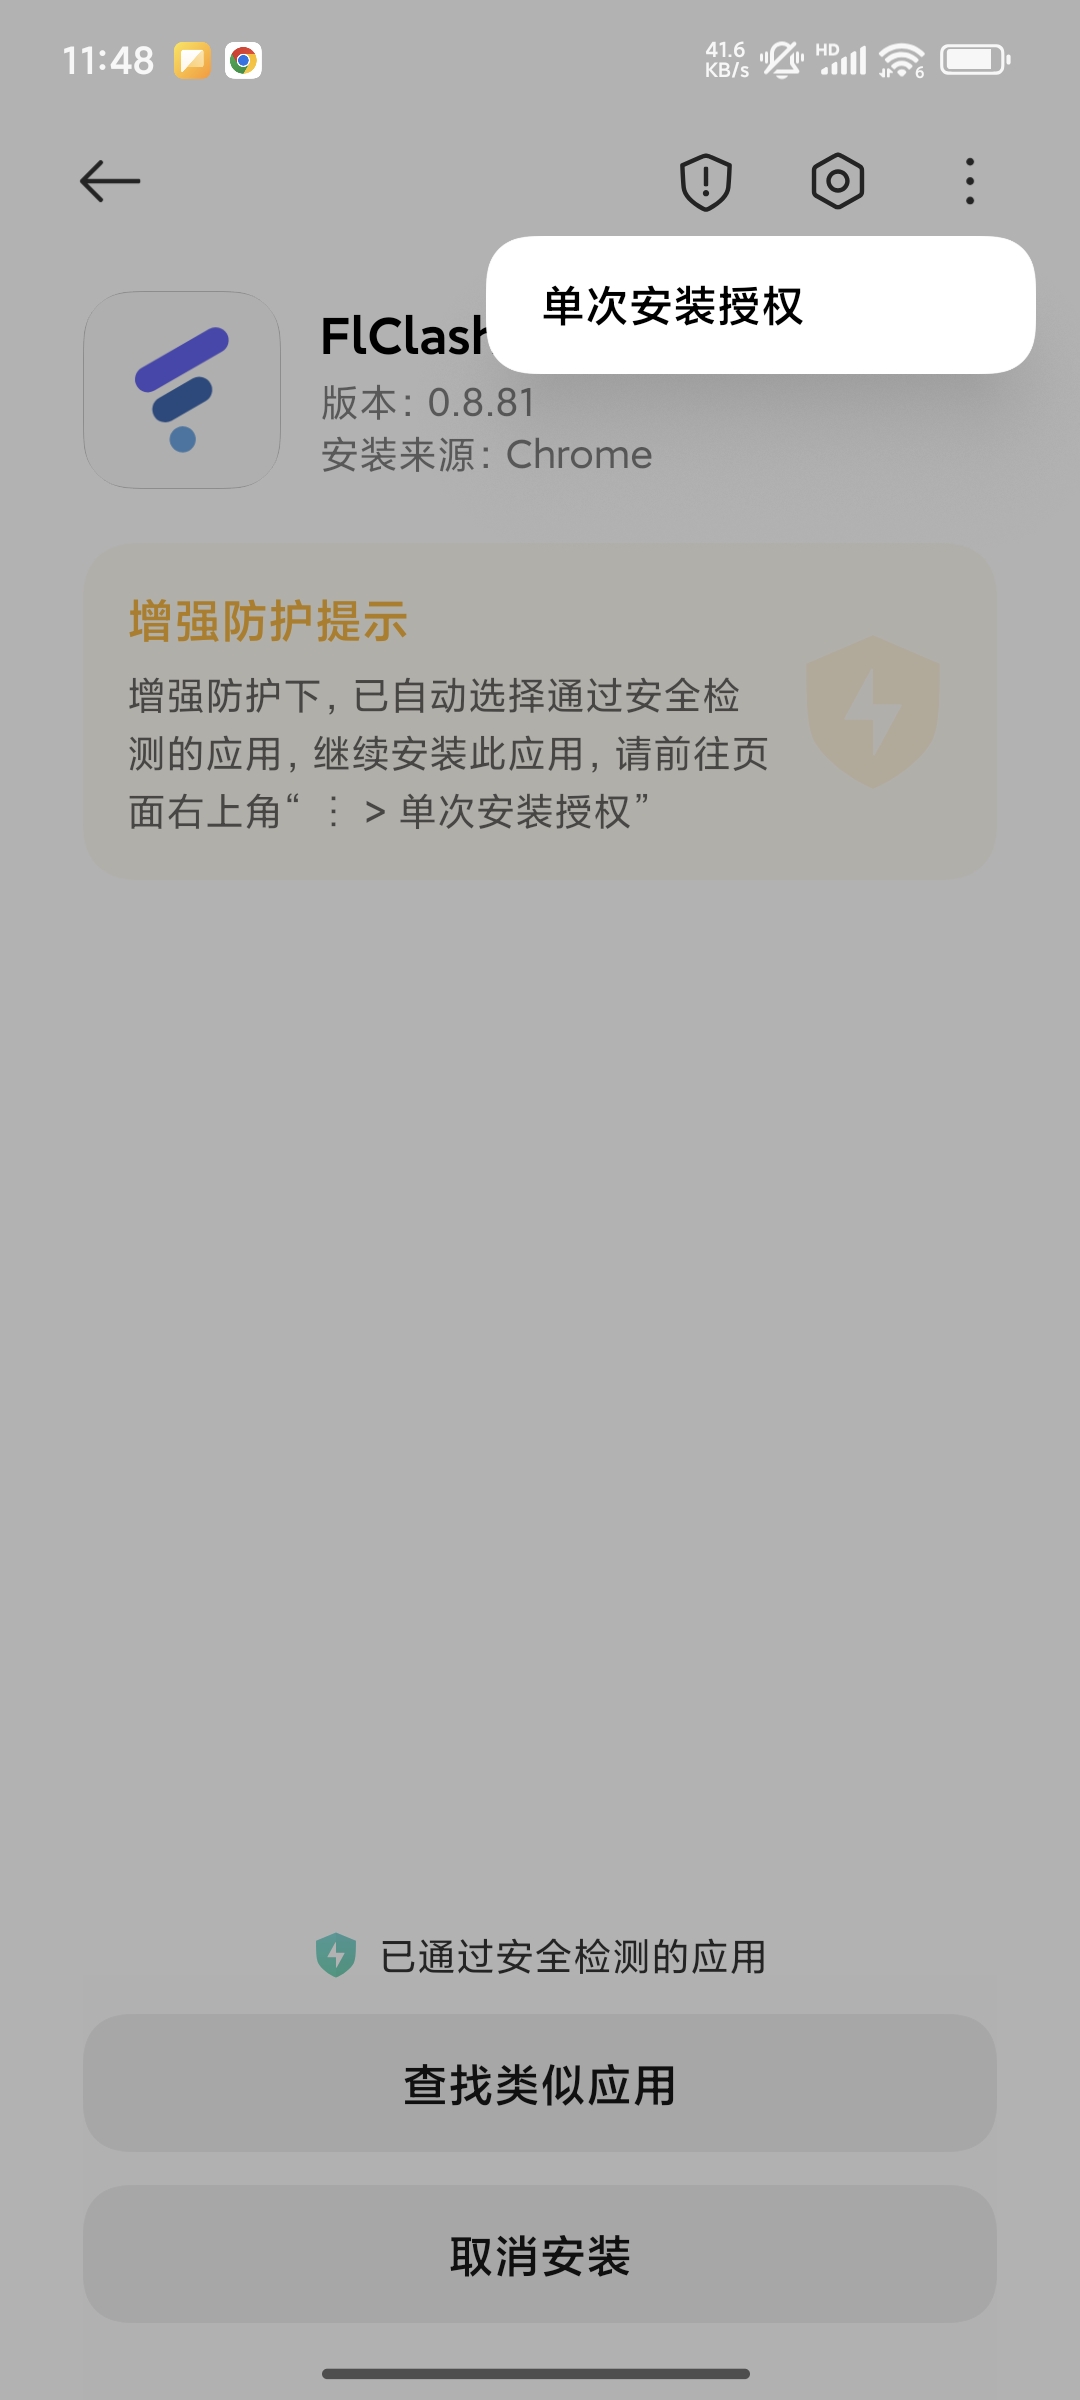 11:48
41.6
KB/s
HD
6
单次安装授权
FlClash
版本：0.8.81
安装来源：Chrome
增强防护提示
增强防护下，已自动选择通过安全检
测的应用，继续安装此应用，请前往页
面右上角“ ⋮ > 单次安装授权”
已通过安全检测的应用
查找类似应用
取消安装